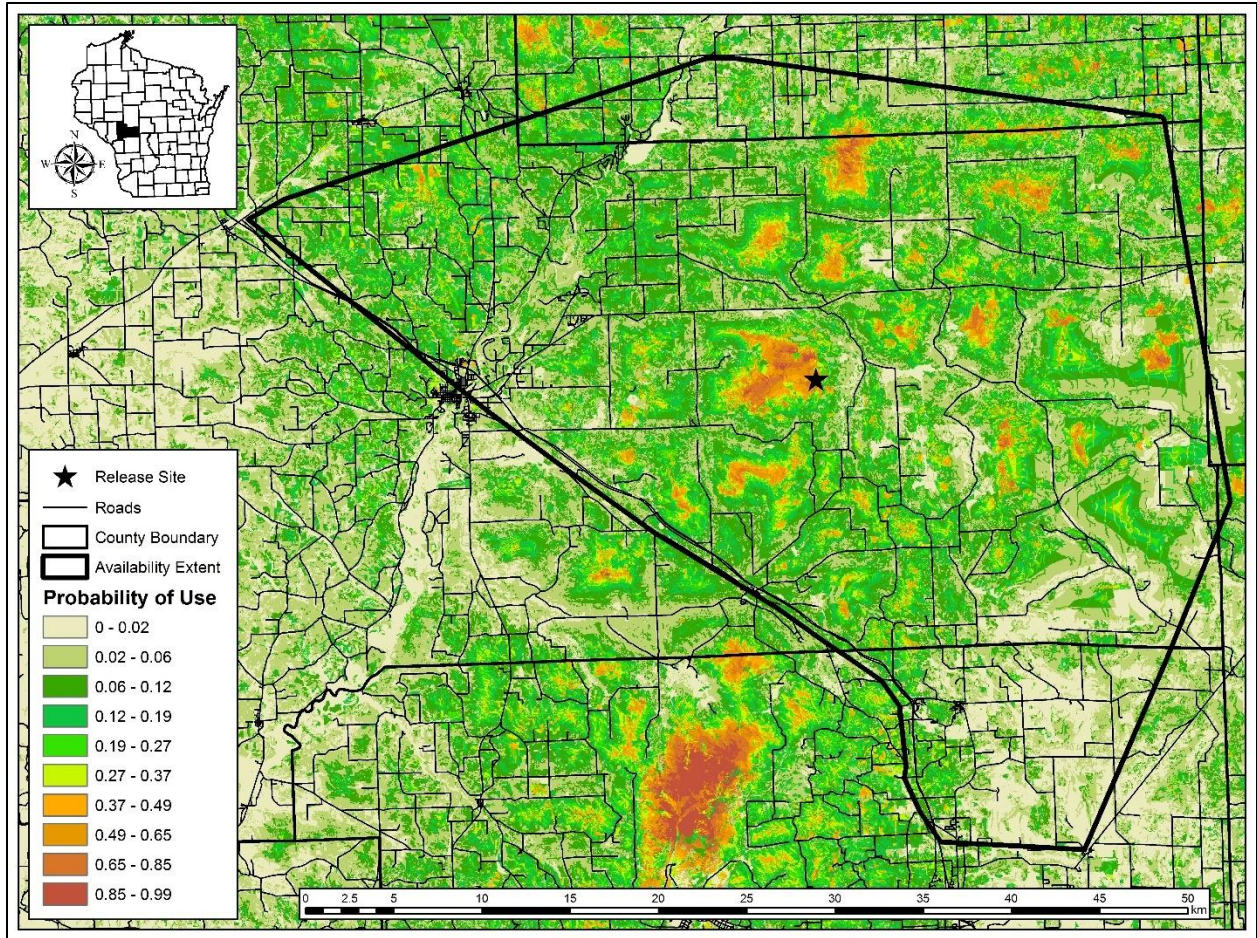 N
W E
S
Release Site
Roads
County Boundary
Availability Extent
Probability of Use
0 - 0.02
0.02 - 0.06
0.06 - 0.12
0.12 - 0.19
0.19 - 0.27
0.27 - 0.37
0.37 - 0.49
0.49 - 0.65
0.65 - 0.85
0.85 - 0.99
0 2.5 5 10 15 20 25 30 35 40 45 50
km